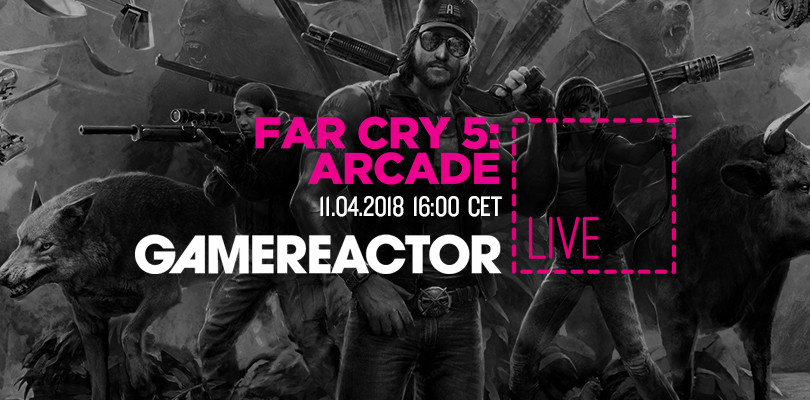 FAR CRY 5:
ARCADE
11.04.2018 16:00 CET
GAMEREACTOR
LIVE